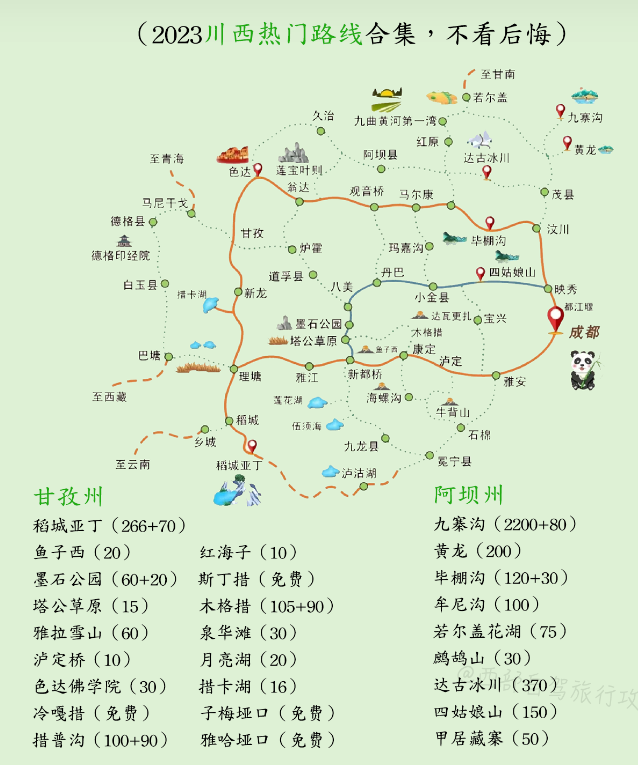 （2023川西热门路线合集，不看后悔）
至甘南
若尔盖
久治
九曲黄河第一湾
九寨沟
红原
黄龙
至青海
阿坝县
达古冰川
色达
莲宝叶则
翁达
观音桥
马尔康
茂县
马尼干戈
德格县
甘孜
毕棚沟
汶川
德格印经院
炉霍
玛嘉沟
白玉县
道孚县
丹巴
四姑娘山
措卡湖
新龙
八美
小金县
映秀
都江堰
墨石公园
达瓦更扎
宝兴
成都
塔公草原
木格措
巴塘
鱼子西
康定
理塘
雅江
新都桥
泸定
雅安
至西藏
莲花湖
海螺沟
牛背山
稻城
伍须海
石棉
乡城
九龙县
至云南
稻城亚丁
泸沽湖
冕宁县
甘孜州
阿坝州
稻城亚丁（266+70）
九寨沟（2200+80）
鱼子西（20）
红海子（10）
黄龙（200）
墨石公园（60+20）
斯丁措（免费）
毕棚沟（120+30）
塔公草原（15）
木格措（105+90）
牟尼沟（100）
雅拉雪山（60）
泉华滩（30）
若尔盖花湖（75）
泸定桥（10）
月亮湖（20）
鹧鸪山（30）
色达佛学院（30）
措卡湖（16）
达古冰川（370）
冷嘎措（免费）
子梅垭口（免费）
四姑娘山（150）
措普沟（100+90）
雅哈垭口（免费）
甲居藏寨（50）